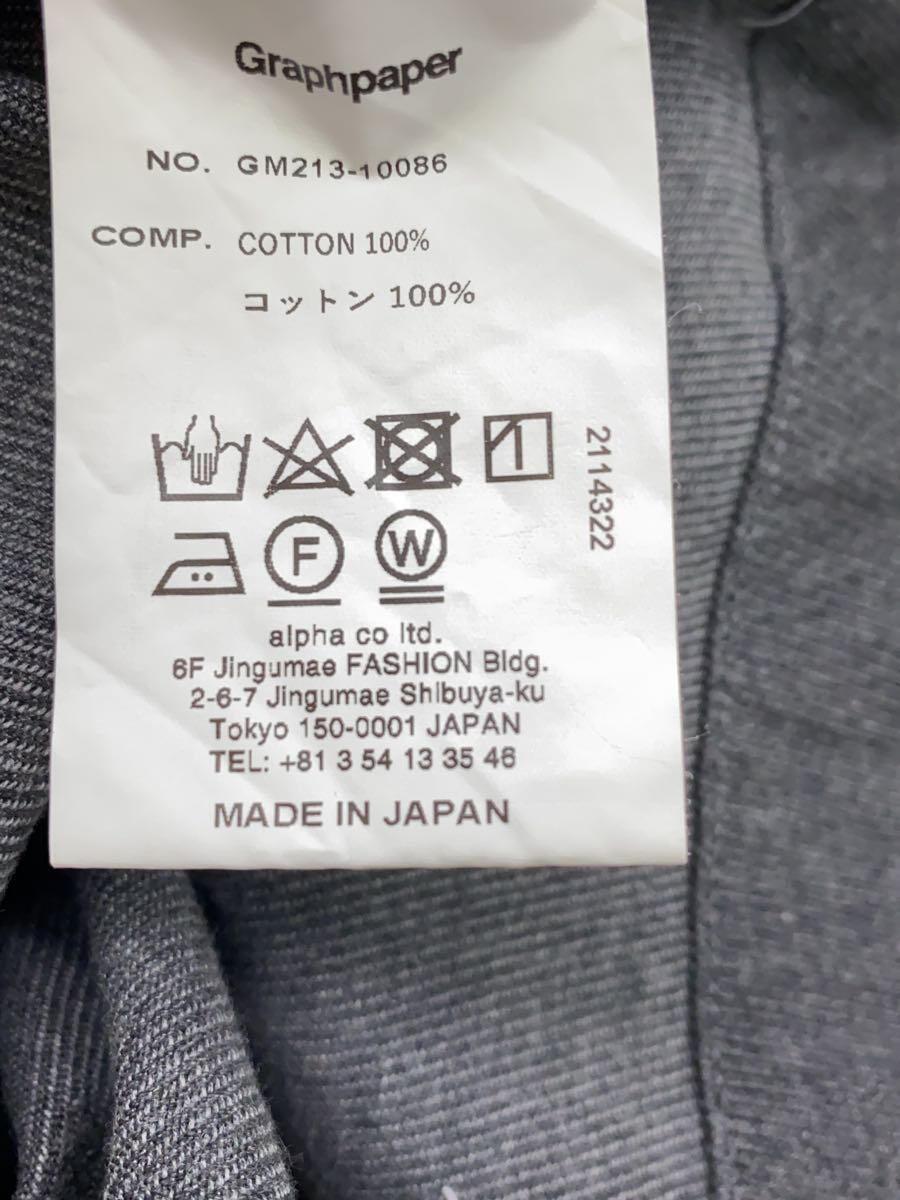 Graphpaper
NO. GM213-10086
COMP. COTTON 100%
コットン 100%
2114322
F W
alpha co ltd.
6F Jingumae FASHION Bldg.
2-6-7 Jingumae Shibuya-ku
Tokyo 150-0001 JAPAN
TEL: +81 3 54 13 35 46
MADE IN JAPAN